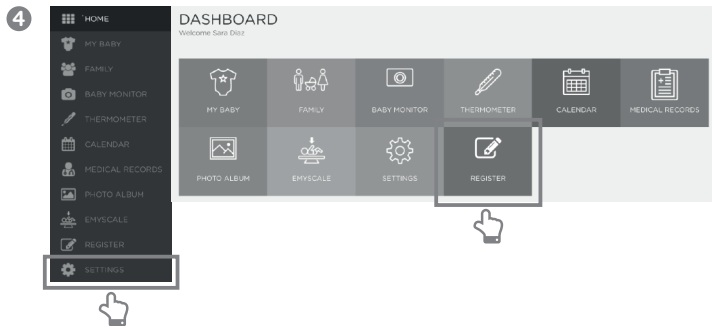 4
HOME
MY BABY
FAMILY
BABY MONITOR
THERMOMETER
CALENDAR
MEDICAL RECORDS
PHOTO ALBUM
EMYSCALE
REGISTER
SETTINGS
DASHBOARD
Welcome Sara Diaz
MY BABY FAMILY BABY MONITOR THERMOMETER CALENDAR MEDICAL RECORDS
PHOTO ALBUM EMYSCALE SETTINGS REGISTER